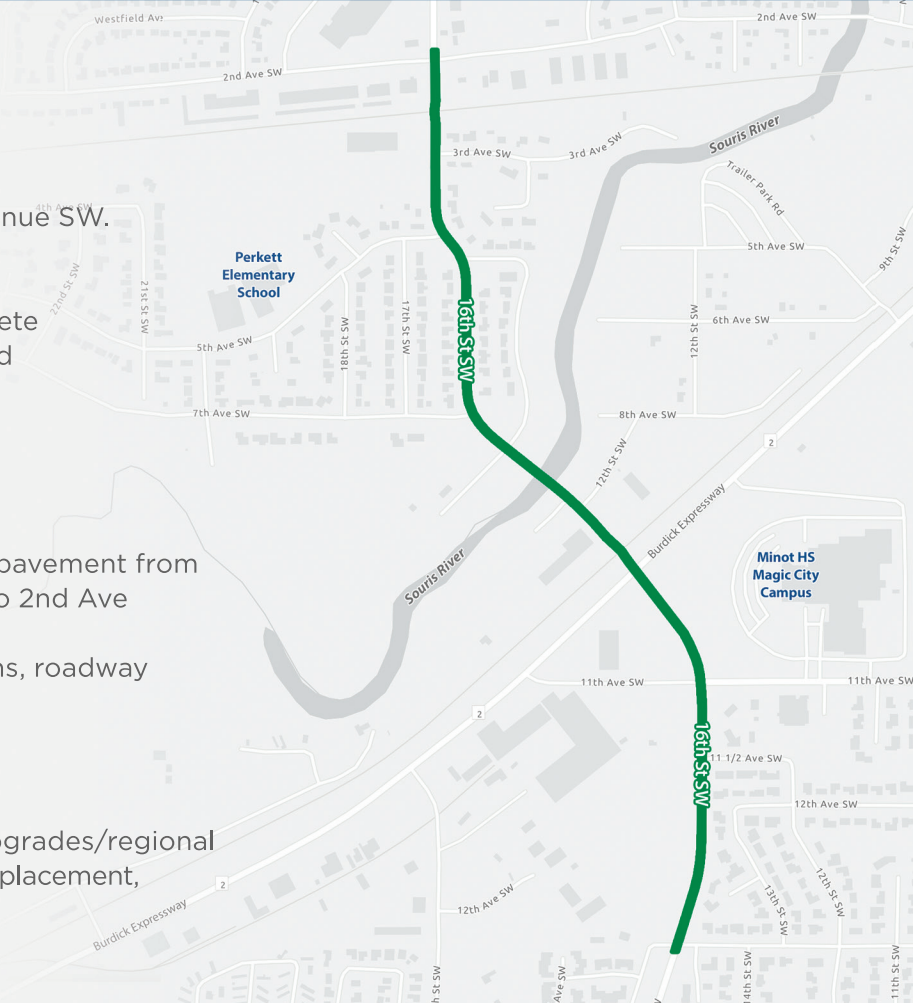 Westfield Av
2nd Ave SW
2nd Ave SW
Souris River
3rd Ave SW
3rd Ave SW
Trailer Park Rd
4th Ave SW
nue SW.
5th Ave SW
9th St SW
Perkett
Elementary
School
22nd St SW
21st St SW
ete
16th St SW
6th Ave SW
12th St SW
5th Ave SW
18th St SW
17th St SW
d
7th Ave SW
8th Ave SW
2
12th St SW
Burdick Expressway
pavement from
Souris River
Minot HS
Magic City
Campus
o 2nd Ave
ns, roadway
11th Ave SW
11th Ave SW
2
16th St SW
11 1/2 Ave SW
12th Ave SW
ogrades/regional
placement,
2
12th Ave SW
13th St SW
12th St SW
Burdick Expressway
h St SW
Ave SW
14th St SW
11th St SW